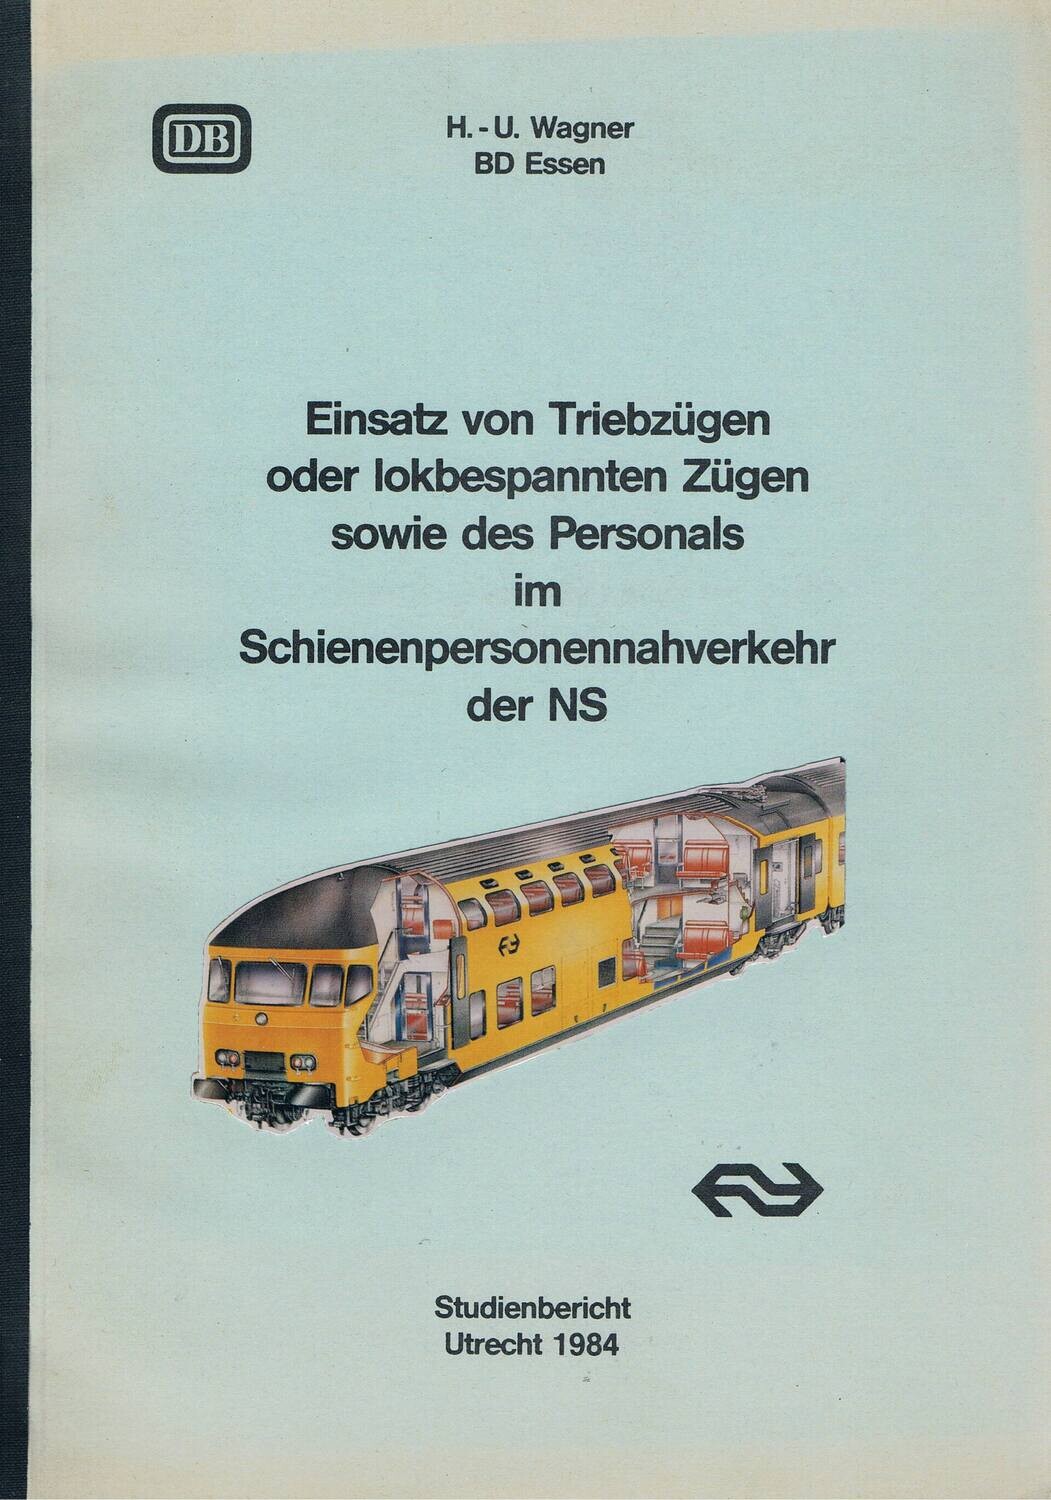 DB
H.-U. Wagner
BD Essen
Einsatz von Triebzügen
oder lokbespannten Zügen
sowie des Personals
im
Schienenpersonennahverkehr
der NS
Studienbericht
Utrecht 1984